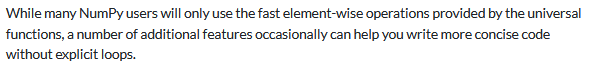 While many NumPy users will only use the fast element-wise operations provided by the universal
functions, a number of additional features occasionally can help you write more concise code
without explicit loops.